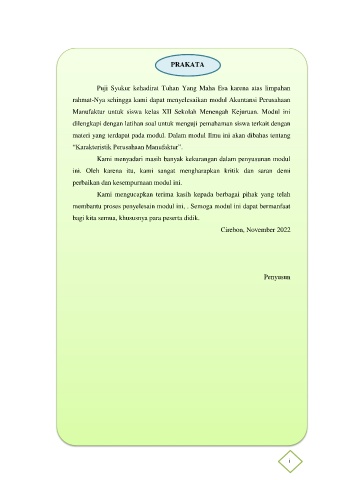 PRAKATA
Puji Syukur kehadirat Tuhan Yang Maha Esa karena atas limpahan
rahmat-Nya sehingga kami dapat menyelesaikan modul Akuntansi Perusahaan
Manufaktur untuk siswa kelas XII Sekolah Menengah Kejuruan. Modul ini
dilengkapi dengan latihan soal untuk menguji pemahaman siswa terkait dengan
materi yang terdapat pada modul. Dalam modul Ilmu ini akan dibahas tentang
“Karakteristik Perusahaan Manufaktur”.
Kami menyadari masih banyak kekurangan dalam penyusunan modul
ini. Oleh karena itu, kami sangat mengharapkan kritik dan saran demi
perbaikan dan kesempurnaan modul ini.
Kami mengucapkan terima kasih kepada berbagai pihak yang telah
membantu proses penyelesain modul ini, . Semoga modul ini dapat bermanfaat
bagi kita semua, khususnya para peserta didik.
Cirebon, November 2022
Penyusun
i